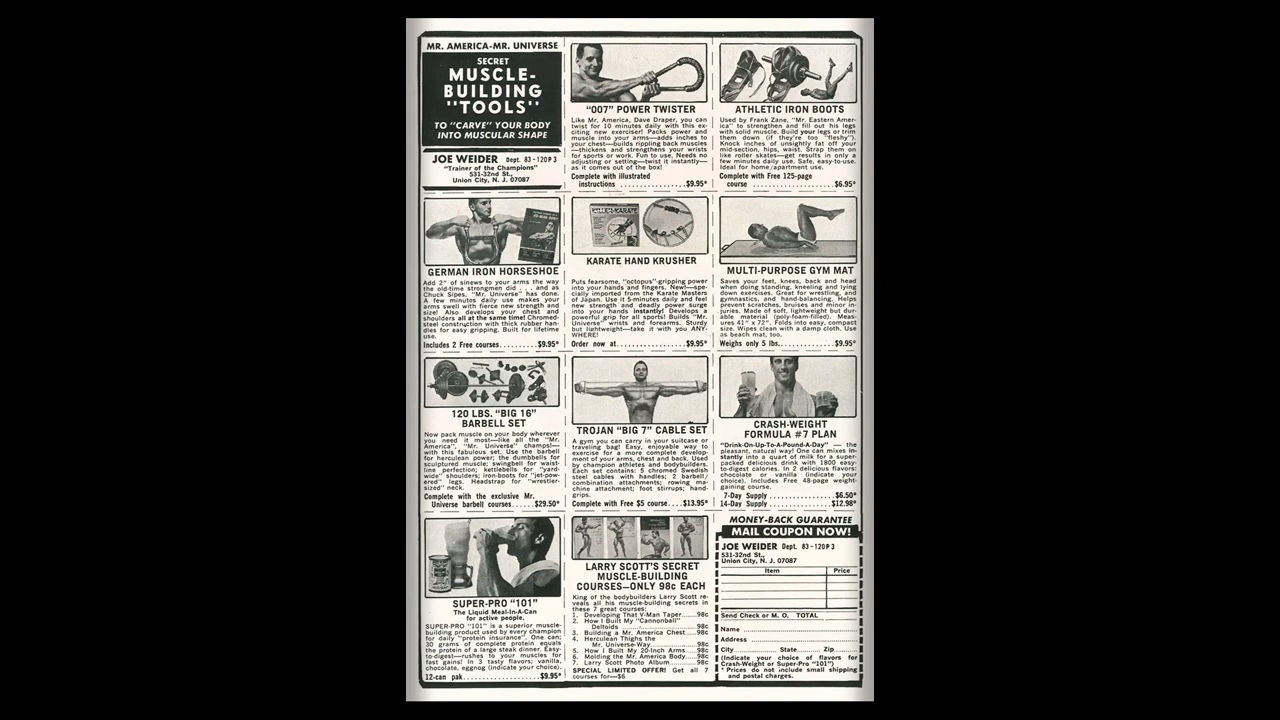 MR. AMERICA-MR. UNIVERSE
SECRET
MUSCLE-
BUILDING
"TOOLS"
TO "CARVE" YOUR BODY
INTO MUSCULAR SHAPE
JOE WEIDER Dept. 83-120P3
"Trainer of the Champions"
531-32nd St.,
Union City, N. J. 07087
"007" POWER TWISTER
Like Mr. America, Dave Draper, you can
twist for 10 minutes daily with this ex-
citing new exerciser! Packs power and
muscle into your arms—adds inches to
your chest—builds rippling back muscles
—thickens and strengthens your wrists
for sports or work. Fun to use. Needs no
adjusting or setting—twist it instantly—
as it comes out of the box!
Complete with illustrated
instructions ....................$9.95*
ATHLETIC IRON BOOTS
Used by Frank Zane, "Mr. Eastern Amer-
ica" to strengthen and fill out his legs
with solid muscle. Build your legs or trim
them down (if they're too "fleshy").
Knock inches of unsightly fat off your
mid-section, hips, waist. Strap them on
like roller skates—get results in only a
few minutes daily use. Safe, easy-to-use.
Ideal for home/apartment use.
Complete with Free 125-page
course ....................$6.95*
GERMAN IRON HORSESHOE
Add 2" of sinews to your arms the way
the old-time strongmen did . . . and as
Chuck Sipes, "Mr. Universe" has done.
A few minutes daily use makes your
arms swell with fierce new strength and
size! Also develops your chest and
shoulders all at the same time! Chromed-
steel construction with thick rubber han-
dles for easy gripping. Built for lifetime
use.
Includes 2 Free courses..........$9.95*
KARATE HAND KRUSHER
Puts fearsome, "octopus"-gripping power
into your hands and fingers. New!—spe-
cially imported from the Karate Masters
of Japan. Use it 5-minutes daily and feel
new strength and deadly power surge
into your hands instantly! Develops a
powerful grip for all sports! Builds "Mr.
Universe" wrists and forearms. Sturdy
but lightweight—take it with you ANY-
WHERE!
Order now at....................$9.95*
MULTI-PURPOSE GYM MAT
Saves your feet, knees, back and head
when doing standing, kneeling and lying
down exercises. Great for wrestling, and
gymnastics, and hand-balancing. Helps
prevent scratches, bruises and minor in-
juries. Made of soft, lightweight but dur-
able material (poly-foam-filled). Meas-
ures 41" x 72". Folds into easy, compact
size. Wipes clean with a damp cloth. Use
as beach mat, too.
Weighs only 5 lbs....................$9.95*
120 LBS. "BIG 16"
BARBELL SET
Now pack muscle on your body wherever
you need it most—like all the "Mr.
America", "Mr. Universe" champs!—
with this fabulous set. Use the barbell
for herculean power; the dumbbells for
sculptured muscle; swingbell for waist-
line perfection; kettlebells for "yard-
wide" shoulders; iron-boots for "jet-pow-
ered" legs. Headstrap for "wrestler-
sized" neck.
Complete with the exclusive Mr.
Universe barbell courses......$29.50*
TROJAN "BIG 7" CABLE SET
A gym you can carry in your suitcase or
traveling bag! Easy, enjoyable way to
exercise for a more complete develop-
ment of your arms, chest and back. Used
by champion athletes and bodybuilders.
Each set contains: 5 chromed Swedish
steel cables with handles; 2 barbell/
combination attachments; rowing ma-
chine attachment; foot stirrups; hand-
grips.
Complete with Free $5 course....$13.95*
CRASH-WEIGHT
FORMULA #7 PLAN
"Drink-On-Up-To-A-Pound-A-Day" — the
pleasant, natural way! One can mixes in-
stantly into a quart of milk for a super-
packed delicious drink with 1800 easy-
to-digest calories. In 2 delicious flavors:
chocolate or vanilla (indicate your
choice). Includes Free 48-page weight-
gaining course.
7-Day Supply ....................$6.50*
14-Day Supply ....................$12.98*
SUPER-PRO "101"
The Liquid Meal-In-A-Can
for active people.
SUPER-PRO "101" is a superior muscle-
building product used by every champion
for daily "protein insurance". One can;
30 grams of complete protein equals
the protein of a large steak dinner. Easy-
to-digest—rushes to your muscles for
fast gains! In 3 tasty flavors; vanilla,
chocolate, eggnog (indicate your choice).
12-can pak....................$9.95*
LARRY SCOTT'S SECRET
MUSCLE-BUILDING
COURSES—ONLY 98c EACH
King of the bodybuilders Larry Scott re-
veals all his muscle-building secrets in
these 7 great courses:
1. Developing That V-Man Taper......98c
2. How I Built My "Cannonball"
Deltoids ....................98c
3. Building a Mr. America Chest....98c
4. Herculean Thighs the
Mr. Universe-Way....................98c
5. How I Built My 20-Inch Arms.....98c
6. Molding the Mr. America Body....98c
7. Larry Scott Photo Album..........98c
SPECIAL LIMITED OFFER! Get all 7
courses for—$6
MONEY-BACK GUARANTEE
MAIL COUPON NOW!
JOE WEIDER Dept. 83-120P3
531-32nd St.,
Union City, N. J. 07087
Item Price
Send Check or M. O. TOTAL
Name
Address
City State Zip
(Indicate your choice of flavors for
Crash-Weight or Super-Pro "101")
* Prices do not include small shipping
and postal charges.